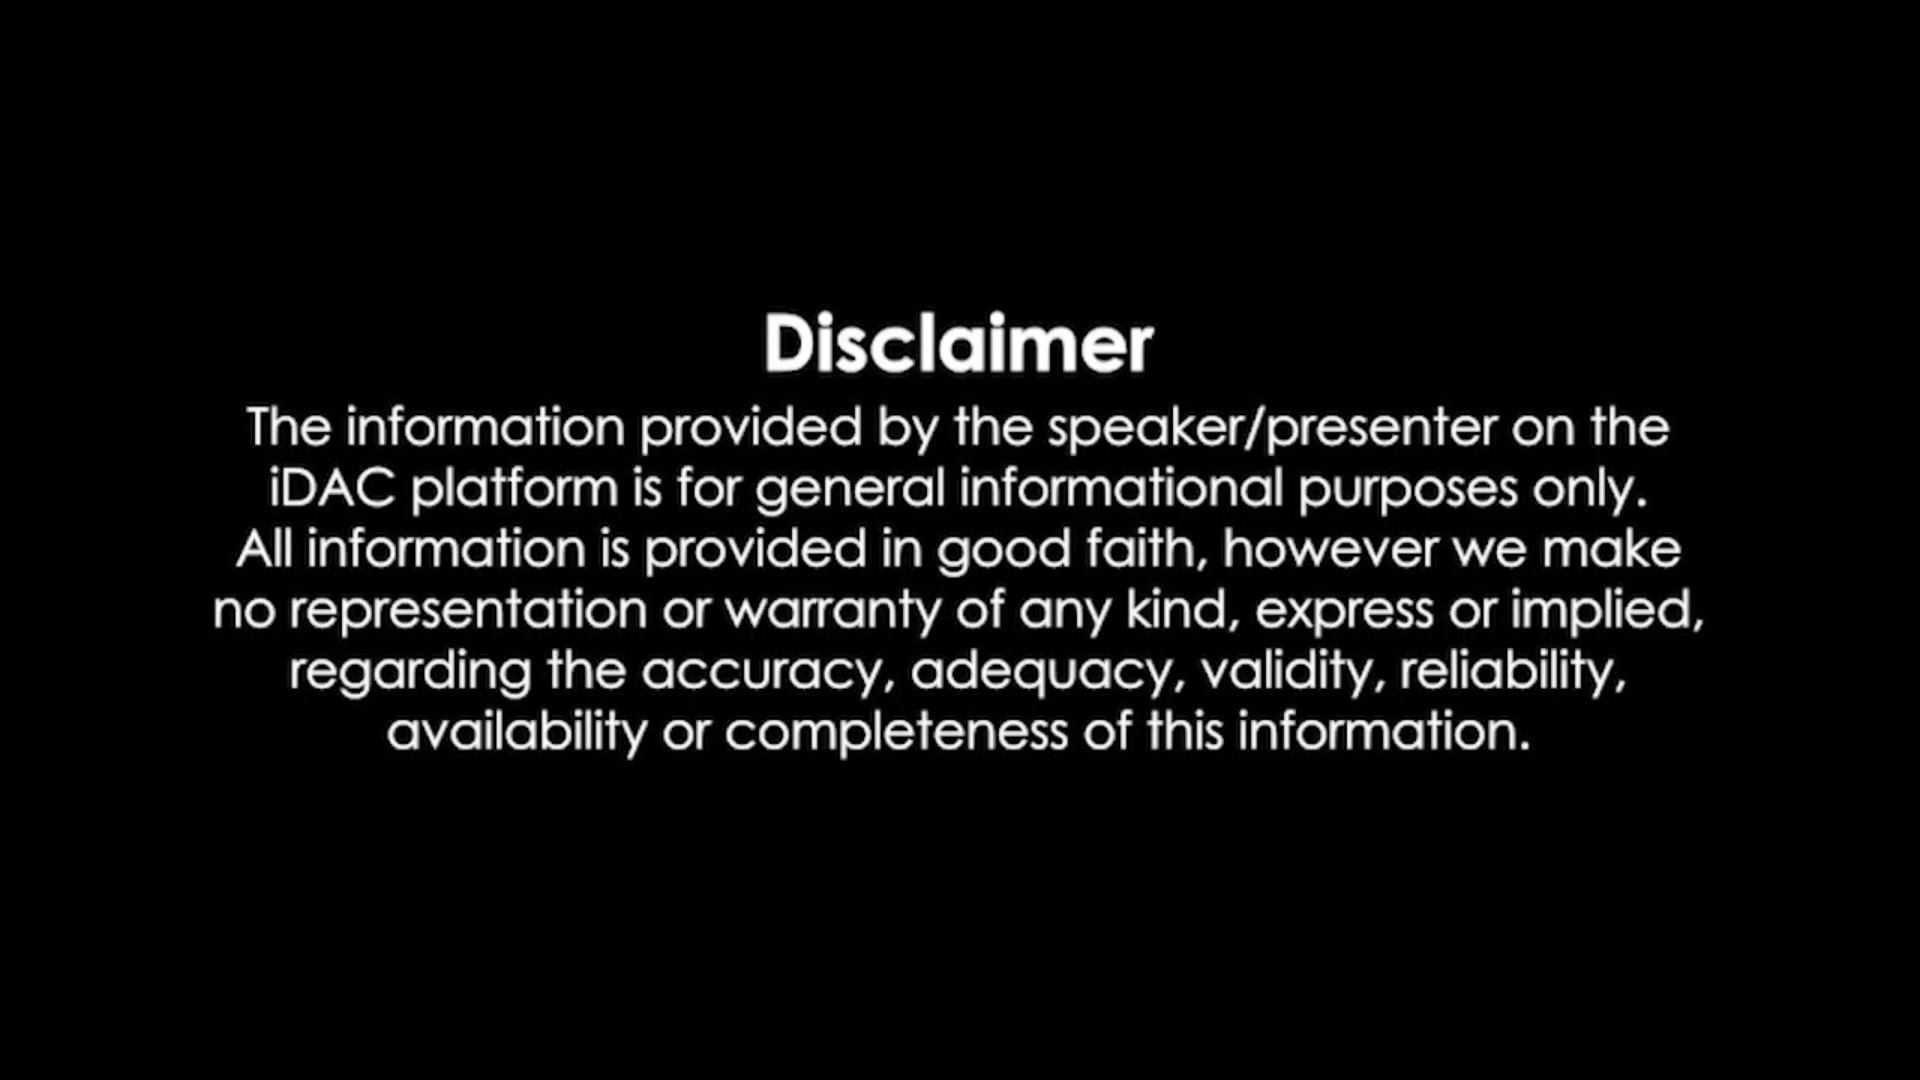 Disclaimer
The information provided by the speaker/presenter on the
iDAC platform is for general informational purposes only.
All information is provided in good faith, however we make
no representation or warranty of any kind, express or implied,
regarding the accuracy, adequacy, validity, reliability,
availability or completeness of this information.